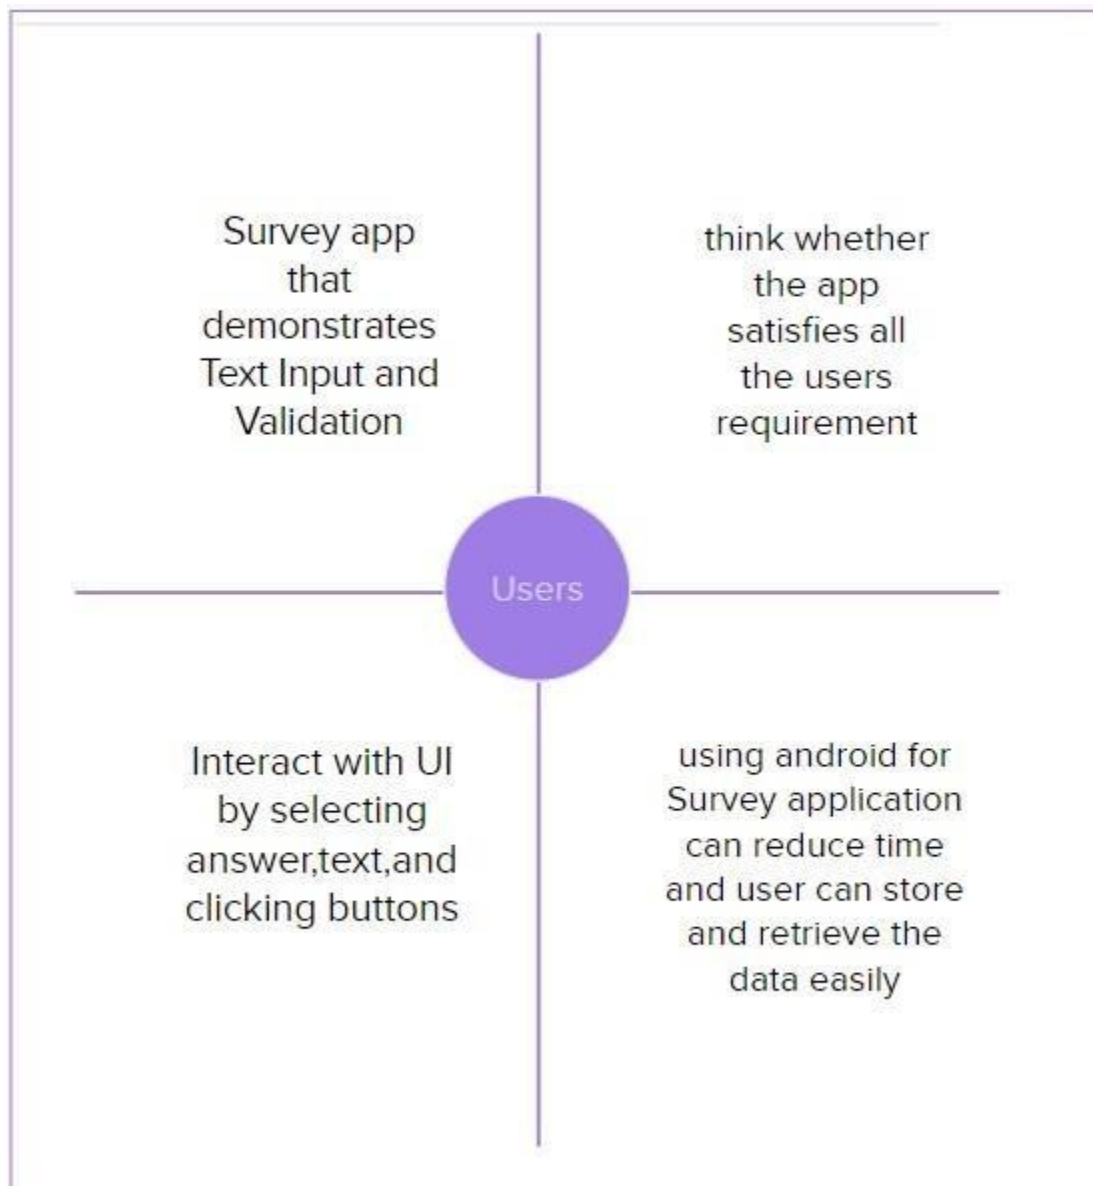 Survey app
that
demonstrates
Text Input and
Validation
think whether
the app
satisfies all
the users
requirement
Users
Interact with UI
by selecting
answer,text,and
clicking buttons
using android for
Survey application
can reduce time
and user can store
and retrieve the
data easily